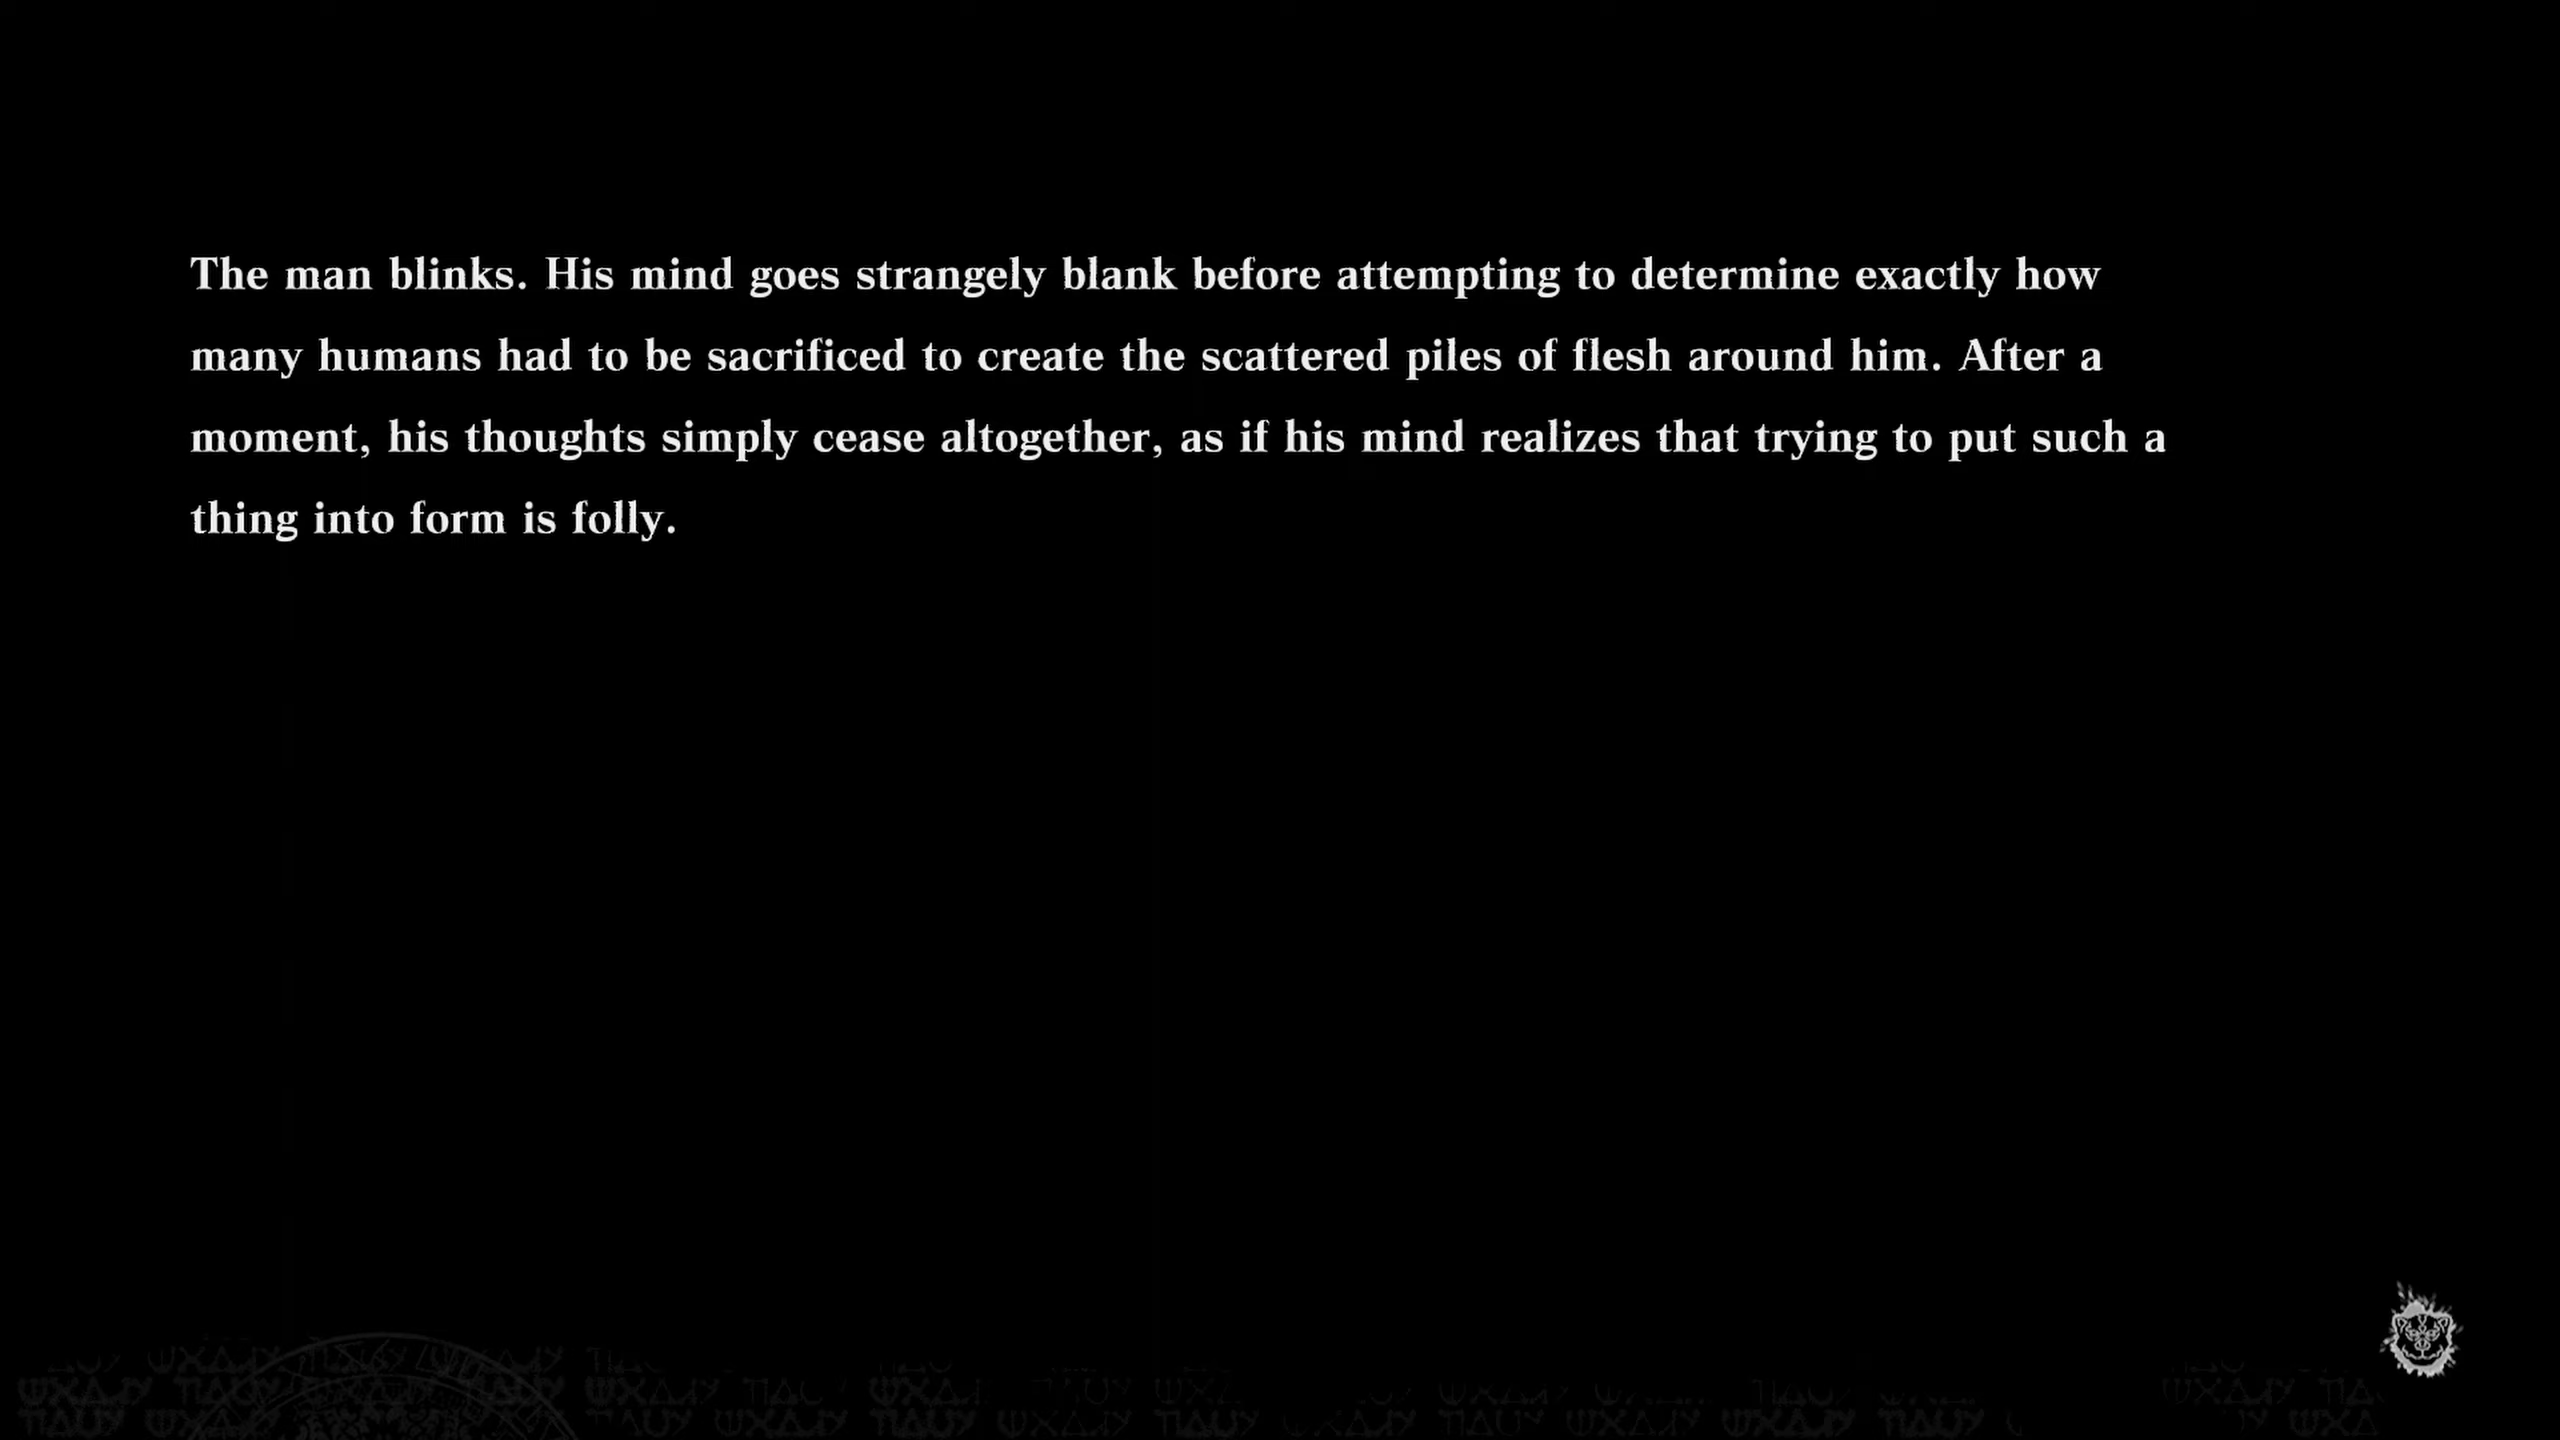 The man blinks. His mind goes strangely blank before attempting to determine exactly how
many humans had to be sacrificed to create the scattered piles of flesh around him. After a
moment, his thoughts simply cease altogether, as if his mind realizes that trying to put such a
thing into form is folly.